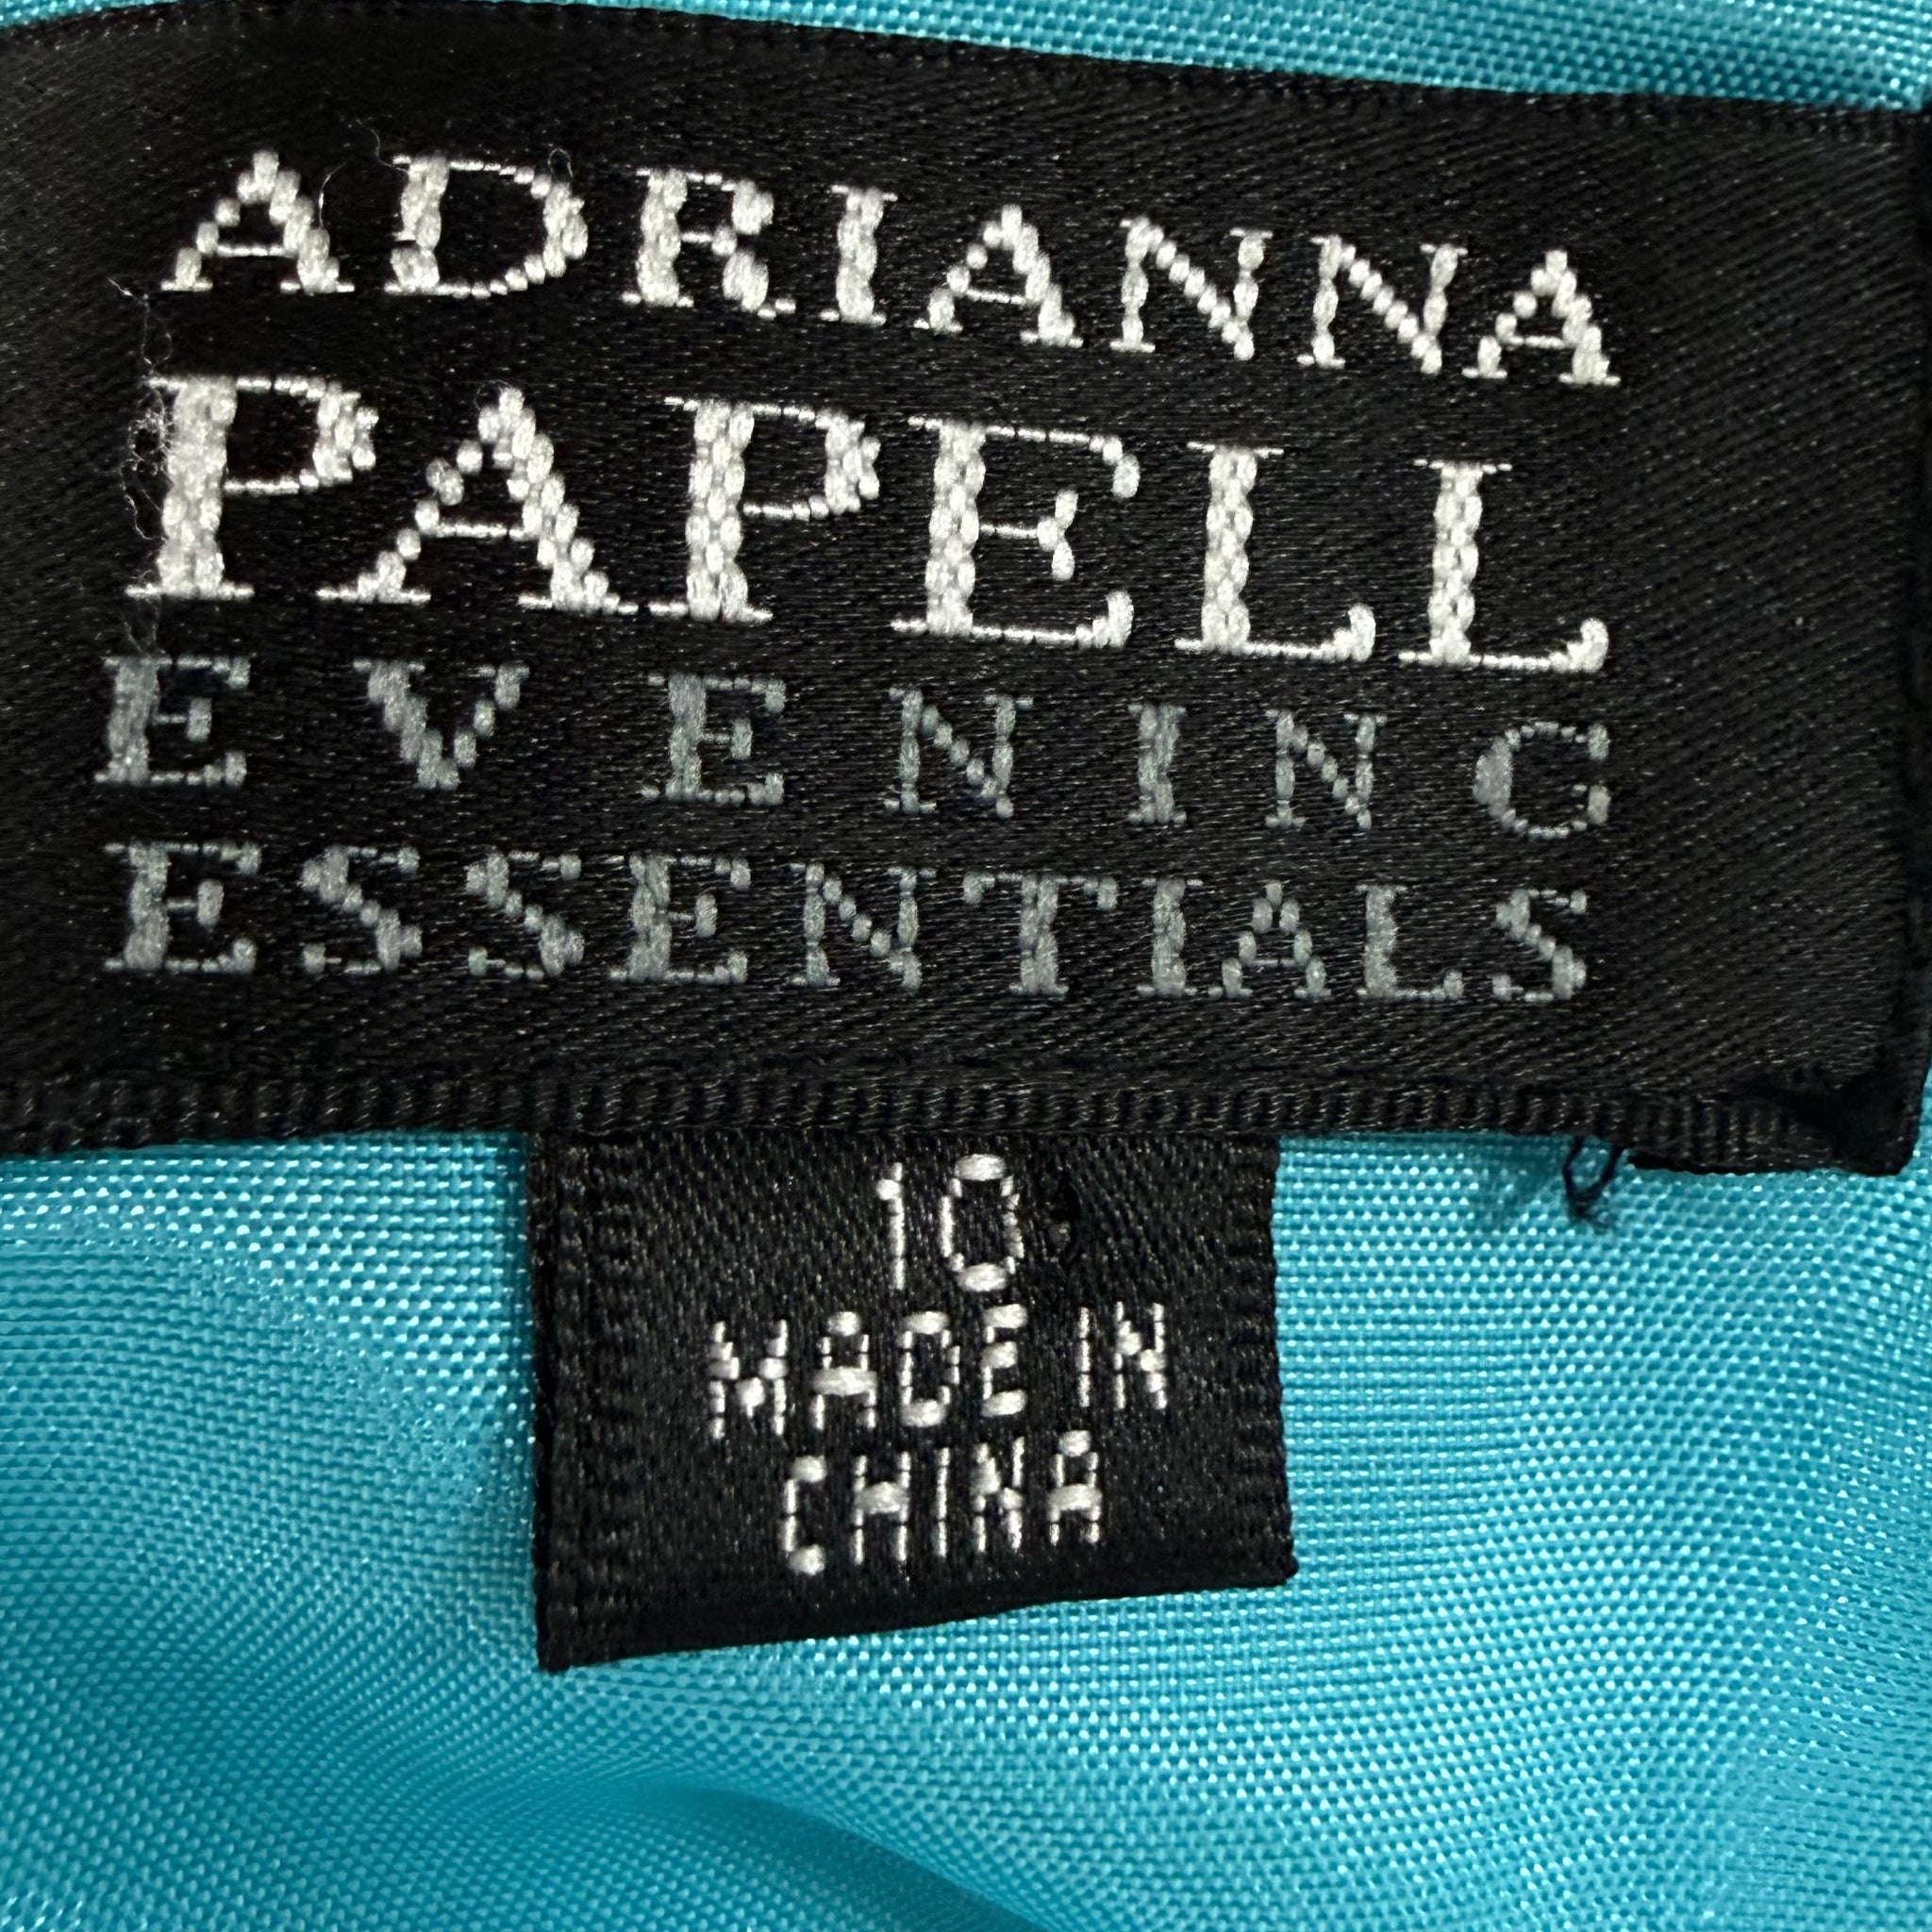 ADRIANNA
PAPELL
EVENING
ESSENTIALS
10
MADE IN
CHINA